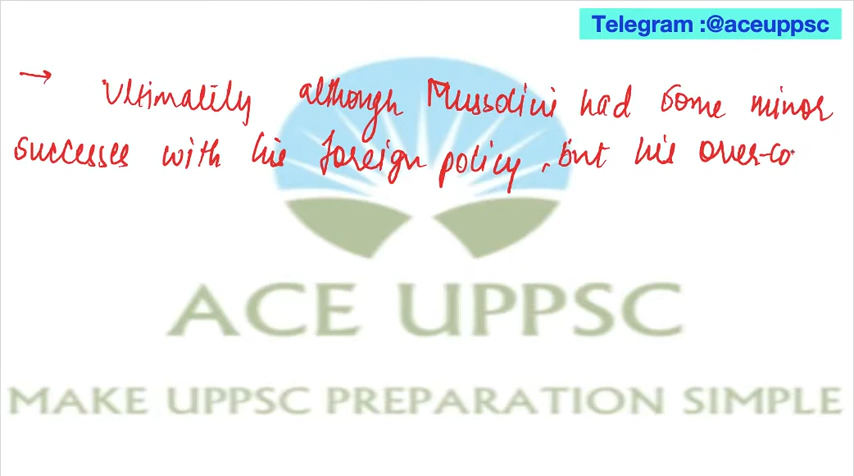 Telegram :@aceuppsc
→ Ultimatily although Mussolini had some minor
successes with his foreign policy, but his over-co
ACE UPPSC
MAKE UPPSC PREPARATION SIMPLE